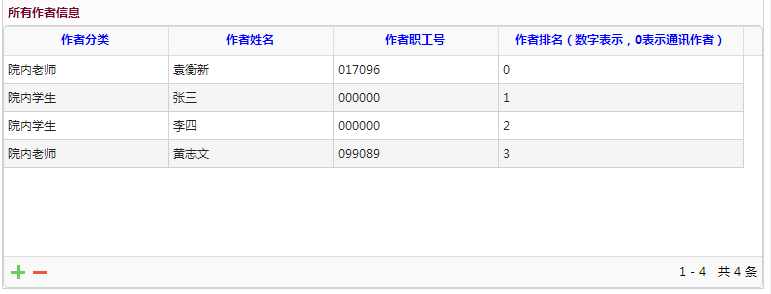 所有作者信息
作者分类 作者姓名 作者职工号 作者排名（数字表示，0表示通讯作者）
院内老师 袁衡新 017096 0
院内学生 张三 000000 1
院内学生 李四 000000 2
院内老师 黄志文 099089 3
1 - 4 共 4 条